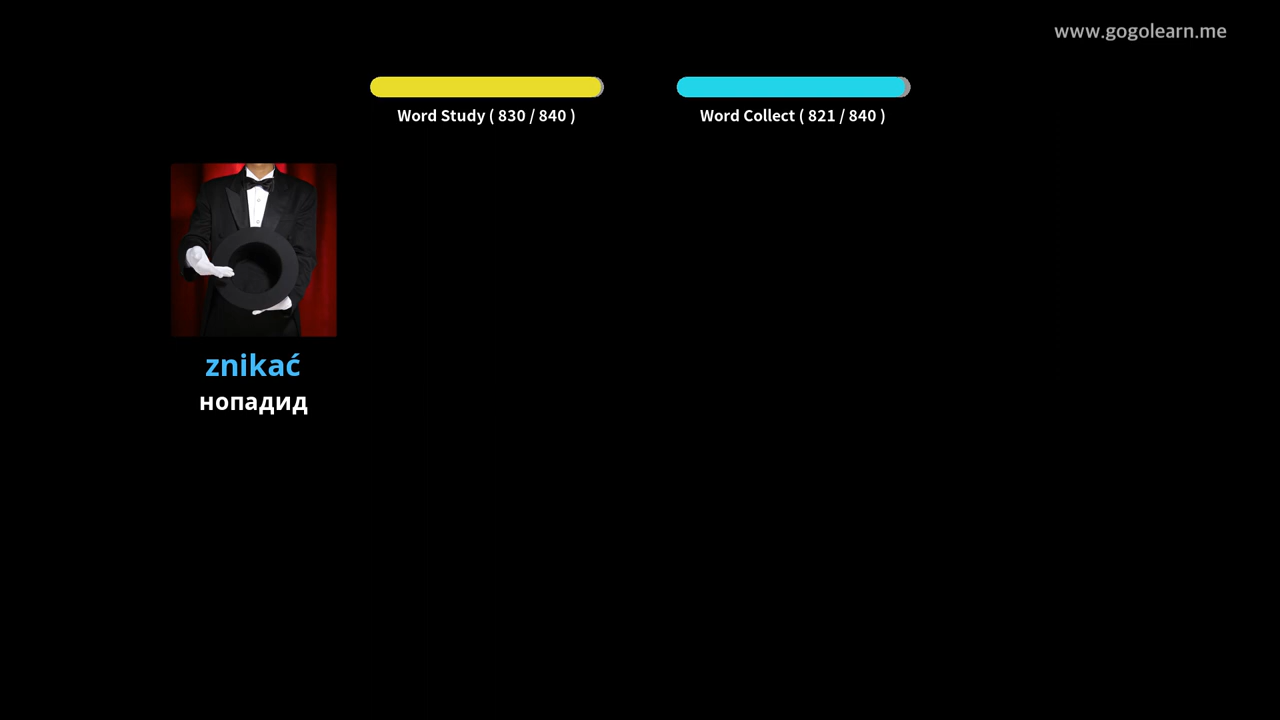 www.gogolearn.me
Word Study ( 830 / 840 )
Word Collect ( 821 / 840 )
znikać
нопадид